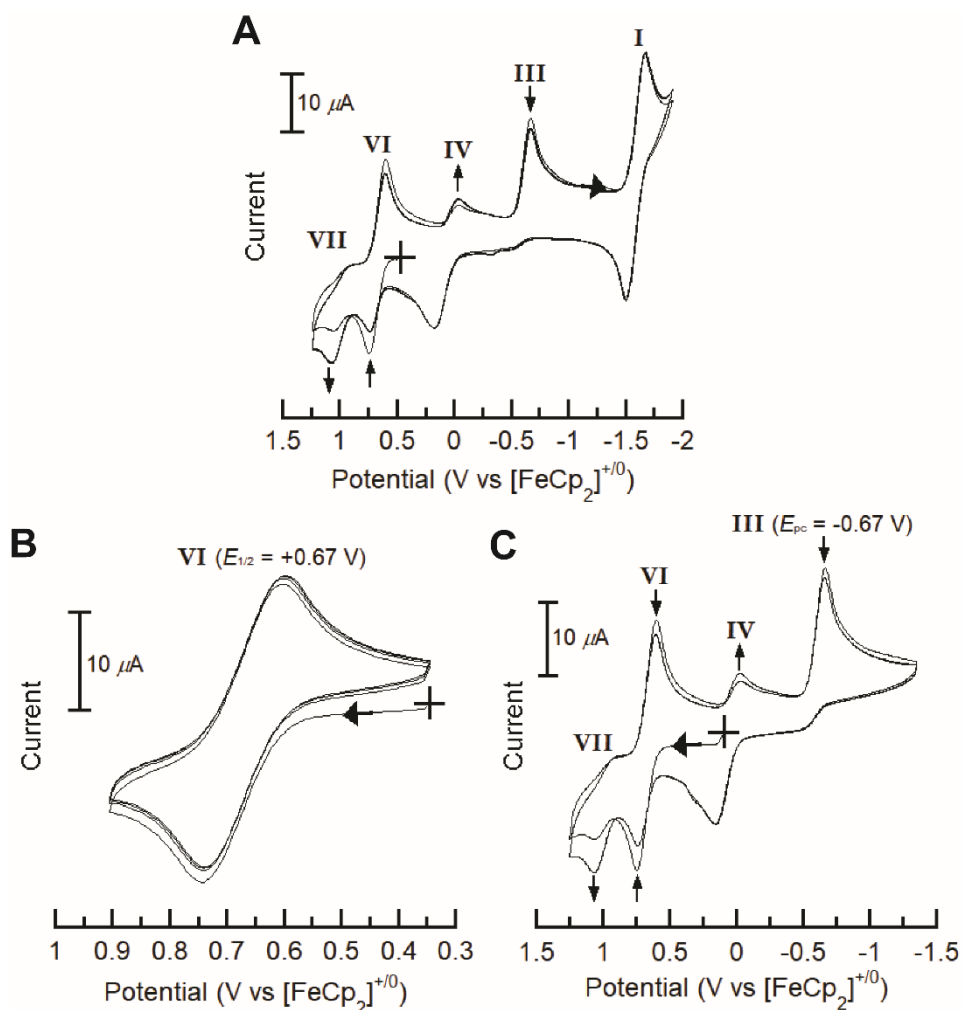 A
I
III
10 μA
VI
IV
VII
Current
1.5 1 0.5 0 -0.5 -1 -1.5 -2
Potential (V vs [FeCp2]+/0)
B
VI (E1/2 = +0.67 V)
10 μA
Current
1 0.9 0.8 0.7 0.6 0.5 0.4 0.3
Potential (V vs [FeCp2]+/0)
C
III (Epc = -0.67 V)
VI
10 μA
IV
VII
Current
1.5 1 0.5 0 -0.5 -1 -1.5
Potential (V vs [FeCp2]+/0)